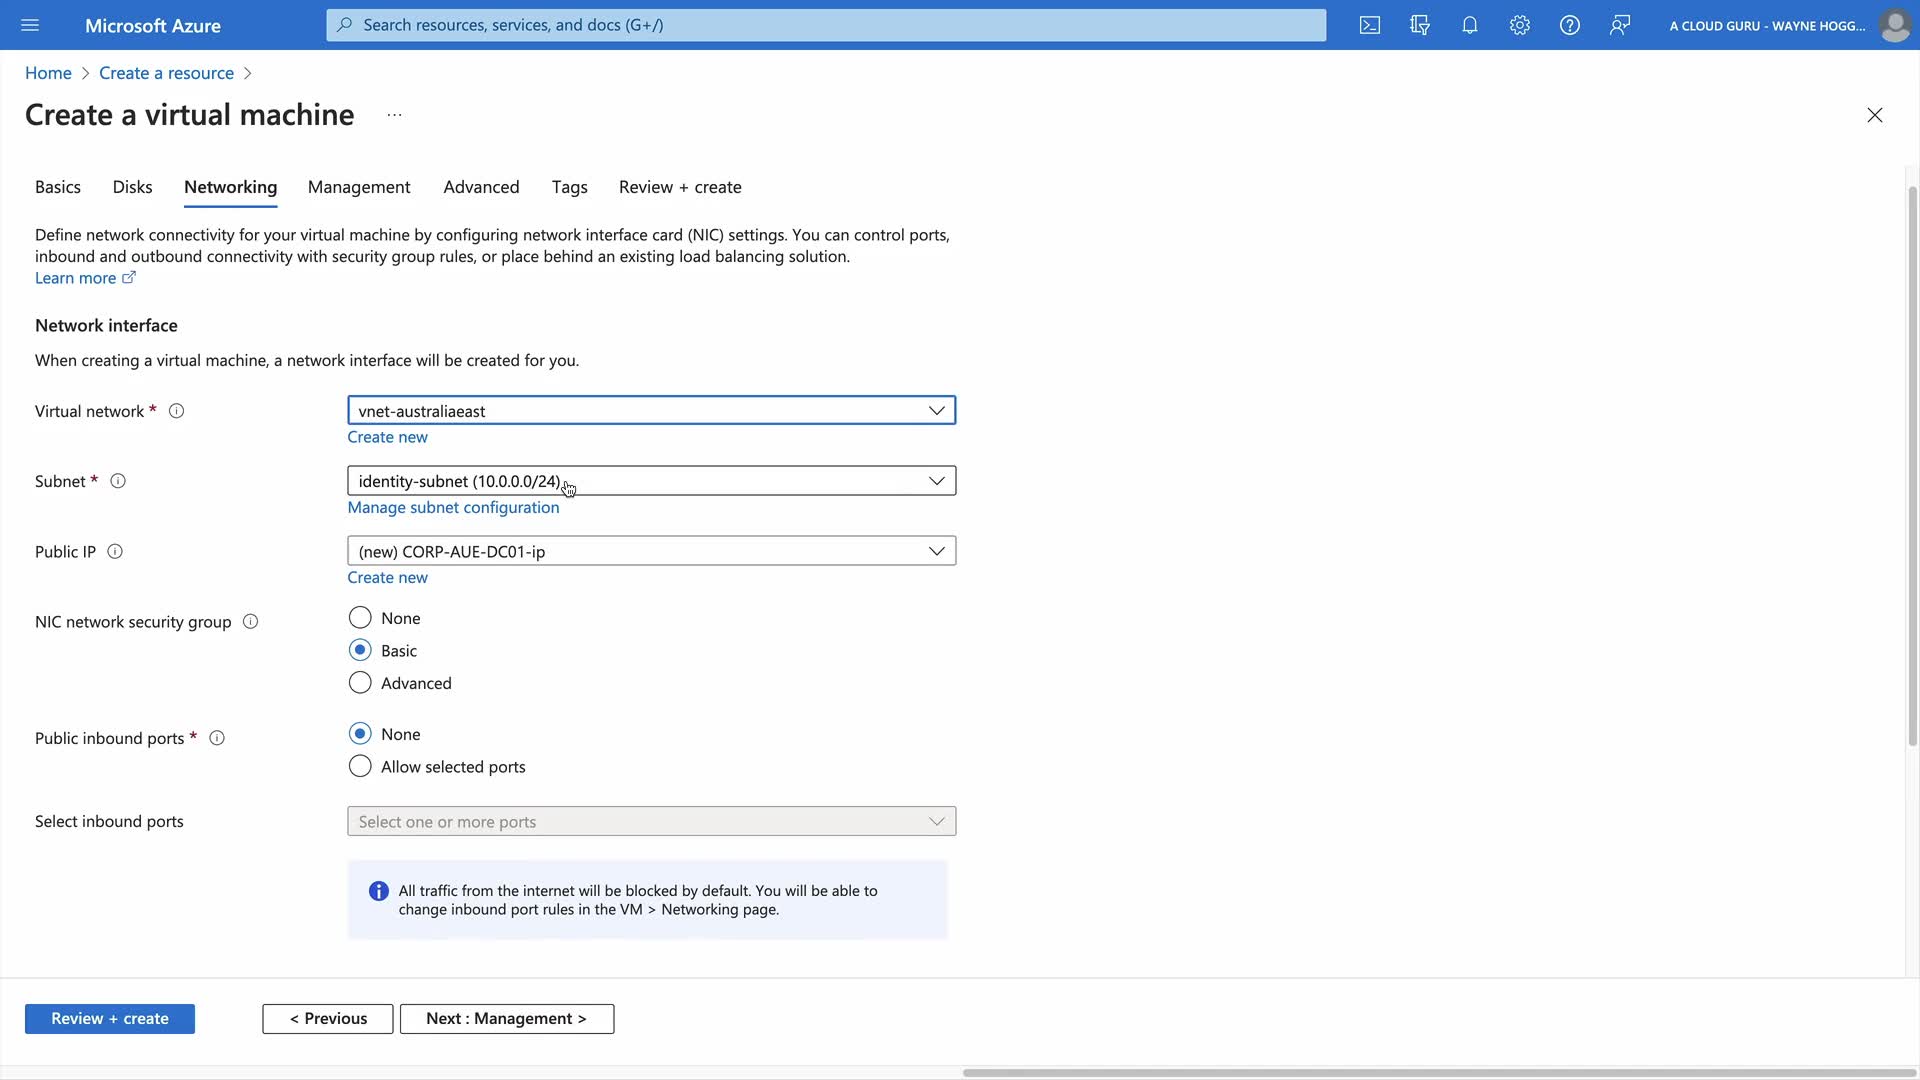 Microsoft Azure
Search resources, services, and docs (G+/)
A CLOUD GURU - WAYNE HOGG...
Home > Create a resource >
Create a virtual machine ...
Basics Disks Networking Management Advanced Tags Review + create
Define network connectivity for your virtual machine by configuring network interface card (NIC) settings. You can control ports,
inbound and outbound connectivity with security group rules, or place behind an existing load balancing solution.
Learn more
Network interface
When creating a virtual machine, a network interface will be created for you.
Virtual network * vnet-australiaeast
Create new
Subnet * identity-subnet (10.0.0.0/24)
Manage subnet configuration
Public IP (new) CORP-AUE-DC01-ip
Create new
NIC network security group None
Basic
Advanced
Public inbound ports * None
Allow selected ports
Select inbound ports Select one or more ports
All traffic from the internet will be blocked by default. You will be able to
change inbound port rules in the VM > Networking page.
Review + create < Previous Next : Management >